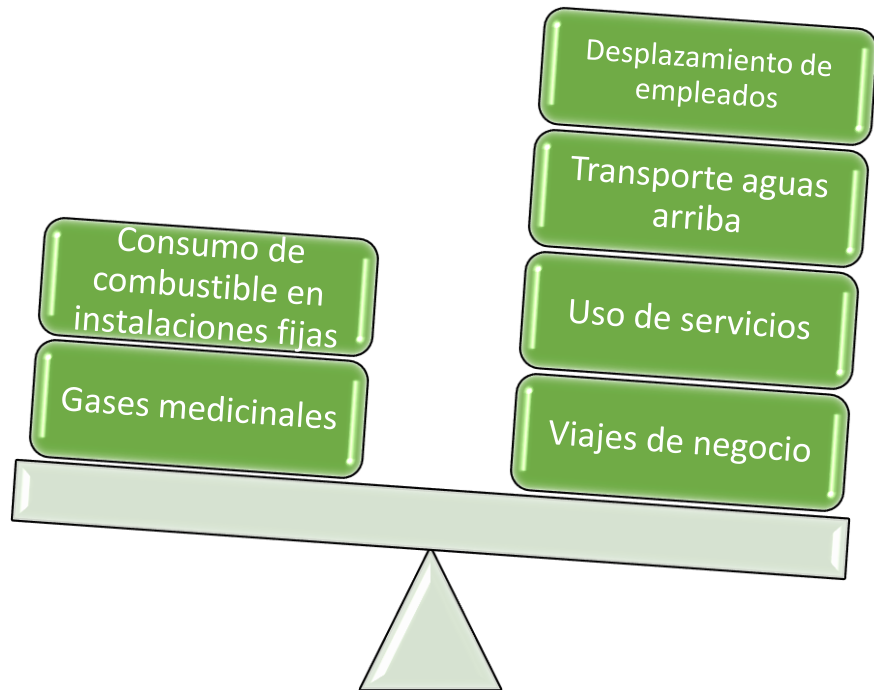 Consumo de
combustible en
instalaciones fijas
Gases medicinales
Desplazamiento de
empleados
Transporte aguas
arriba
Uso de servicios
Viajes de negocio